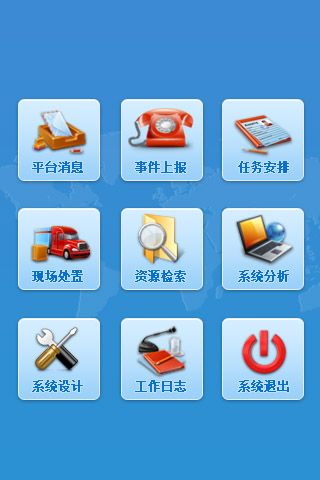 平台消息
事件上报
任务安排
现场处置
资源检索
系统分析
系统设计
工作日志
系统退出